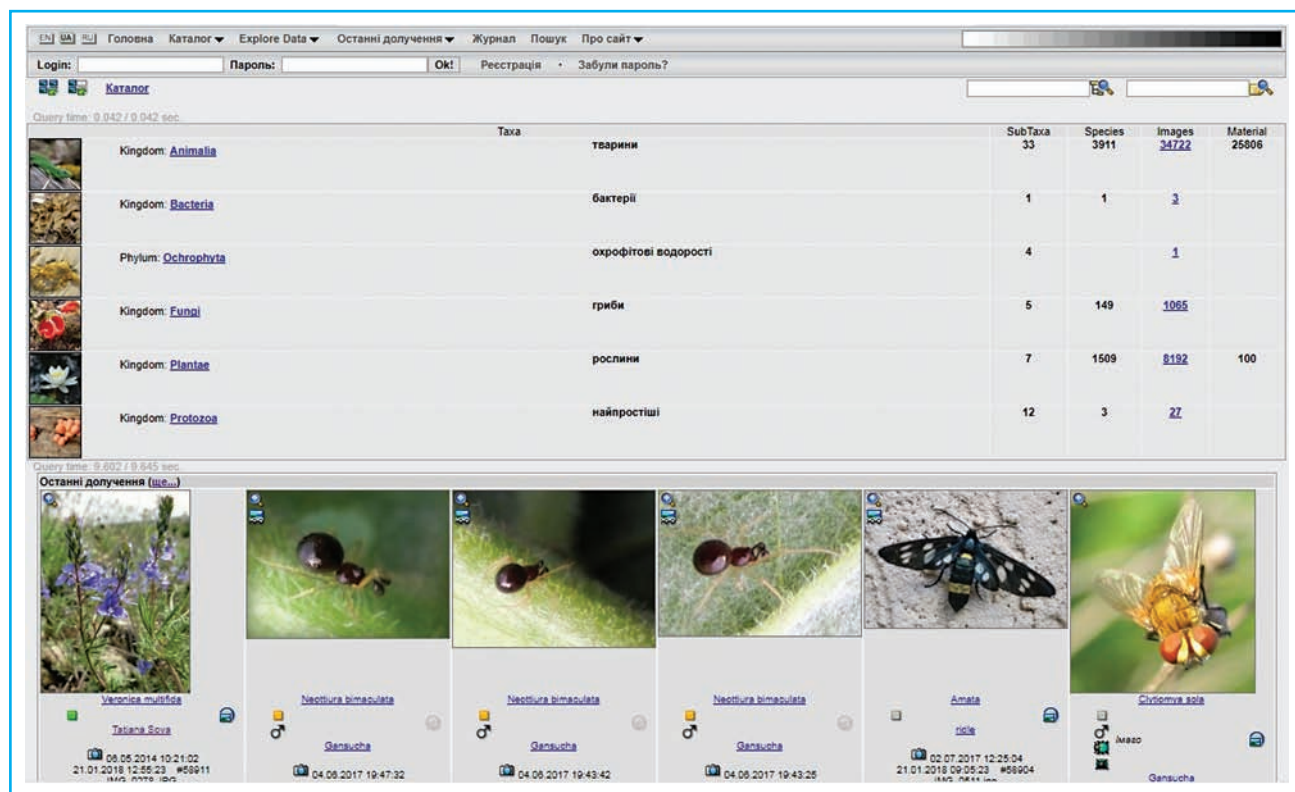 EN UA RU Головна Каталог Explore Data Останні долучення Журнал Пошук Про сайт
Login: Пароль: Ok! Реєстрація · Забули пароль?
Каталог
Query time: 0.042 / 0.042 sec.
Taxa SubTaxa Species Images Material
Kingdom: Animalia тварини 33 3911 34722 25806
Kingdom: Bacteria бактерії 1 1 3
Phylum: Ochrophyta охрофітові водорості 4 1
Kingdom: Fungi гриби 5 149 1065
Kingdom: Plantae рослини 7 1509 8192 100
Kingdom: Protozoa найпростіші 12 3 27
Query time: 9.602 / 9.645 sec.
Останні долучення (ще...)
Veronica multifida Neottiura bimaculata Neottiura bimaculata Neottiura bimaculata Amata Clytiomya sola
Tatiana Sova Gansucha Gansucha Gansucha ridle імаго
06.05.2014 10:21:02 04.06.2017 19:47:32 04.06.2017 19:43:42 04.06.2017 19:43:25 02.07.2017 12:25:04 Gansucha
21.01.2018 12:55:23 #58911 21.01.2018 09:05:23 #58904